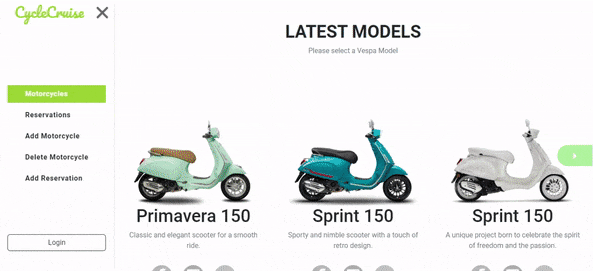 CycleCruise
LATEST MODELS
Please select a Vespa Model
Motorcycles
Reservations
Add Motorcycle
Delete Motorcycle
Add Reservation
Login
Primavera 150
Classic and elegant scooter for a smooth
ride.
Sprint 150
Sporty and nimble scooter with a touch of
retro design.
Sprint 150
A unique project born to celebrate the spirit
of freedom and the passion.